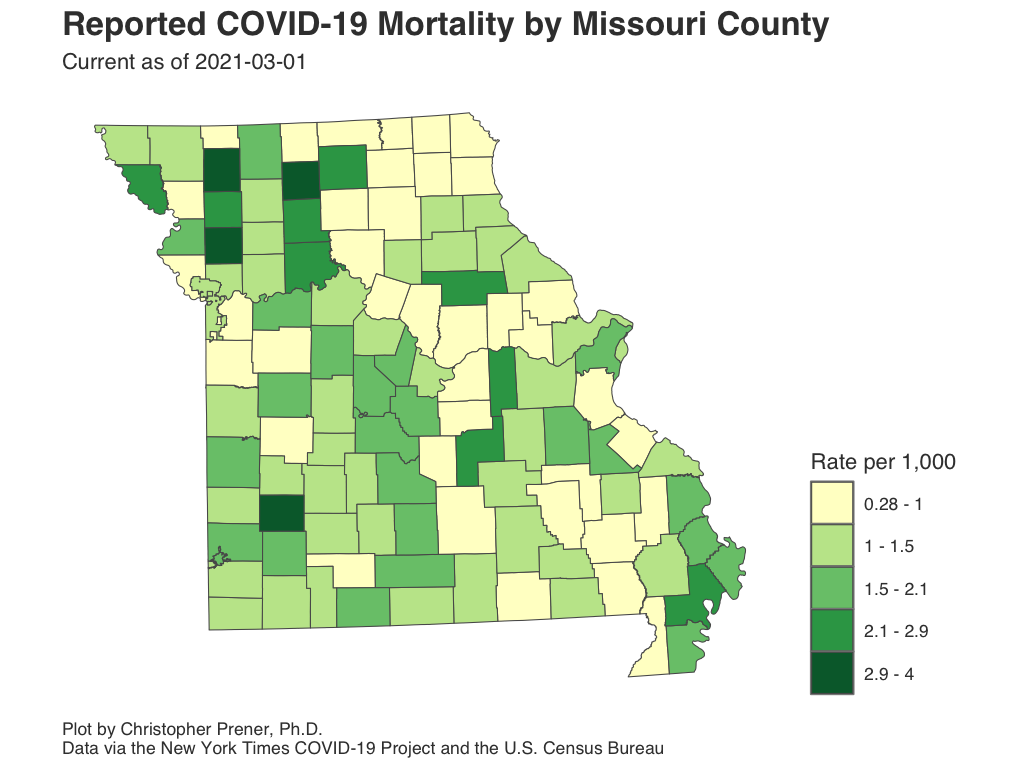 Reported COVID-19 Mortality by Missouri County
Current as of 2021-03-01
Rate per 1,000
0.28 - 1
1 - 1.5
1.5 - 2.1
2.1 - 2.9
2.9 - 4
Plot by Christopher Prener, Ph.D.
Data via the New York Times COVID-19 Project and the U.S. Census Bureau